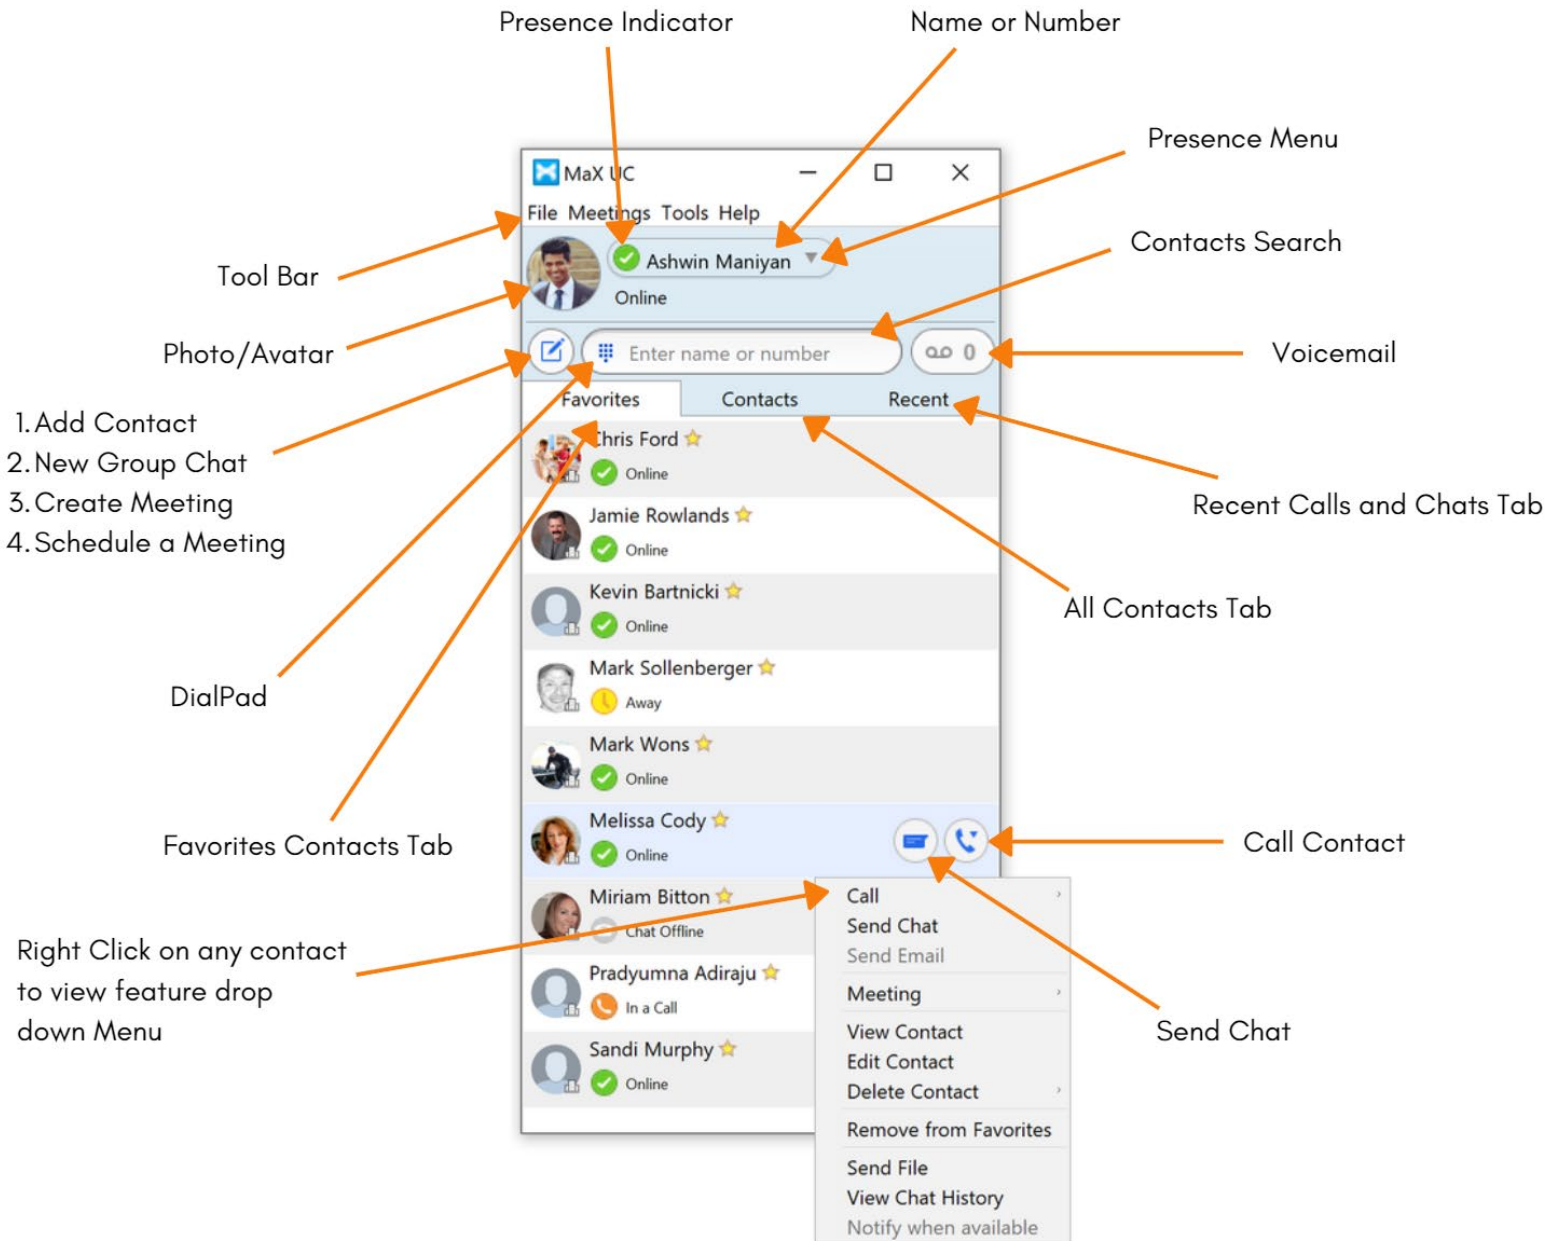 Presence Indicator
Name or Number
Presence Menu
MaX UC
File Meetings Tools Help
Contacts Search
Ashwin Maniyan
Tool Bar
Online
Photo/Avatar
Enter name or number
0
Voicemail
Favorites
Contacts
Recent
1. Add Contact
2. New Group Chat
3. Create Meeting
4. Schedule a Meeting
Chris Ford
Online
Recent Calls and Chats Tab
Jamie Rowlands
Online
Kevin Bartnicki
Online
All Contacts Tab
DialPad
Mark Sollenberger
Away
Mark Wons
Online
Favorites Contacts Tab
Melissa Cody
Online
Call Contact
Miriam Bitton
Chat Offline
Right Click on any contact
to view feature drop
down Menu
Pradyumna Adiraju
In a Call
Sandi Murphy
Online
Call
Send Chat
Send Email
Meeting
View Contact
Edit Contact
Delete Contact
Remove from Favorites
Send File
View Chat History
Notify when available
Send Chat